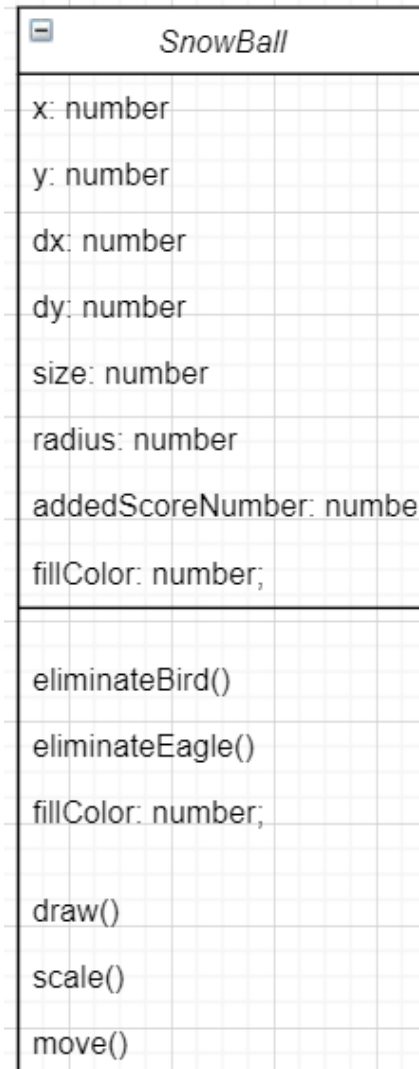 SnowBall
x: number
y: number
dx: number
dy: number
size: number
radius: number
addedScoreNumber: numbe
fillColor: number;
eliminateBird()
eliminateEagle()
fillColor: number;
draw()
scale()
move()